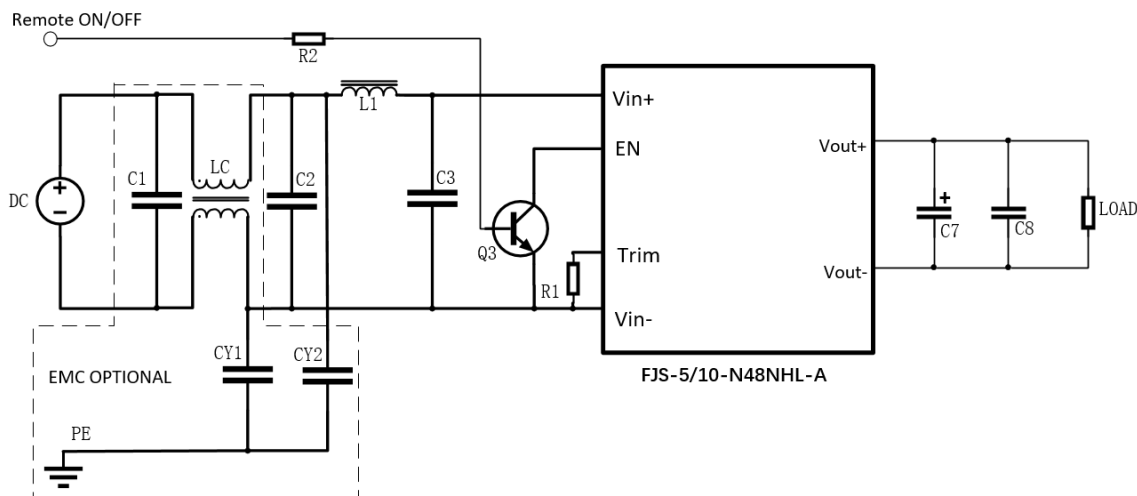 Remote ON/OFF
R2
L1
Vin+
EN
Vout+
LC
C1
C2
C3
DC
Q3
C7
C8
LOAD
Trim
R1
Vout-
Vin-
CY1
CY2
EMC OPTIONAL
FJS-5/10-N48NHL-A
PE